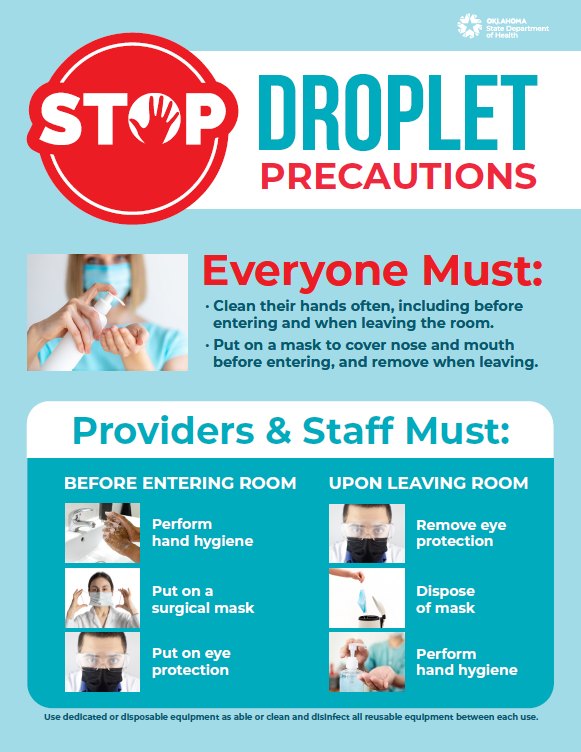 OKLAHOMA
State Department
of Health
STOP
DROPLET
PRECAUTIONS
Everyone Must:
· Clean their hands often, including before
entering and when leaving the room.
· Put on a mask to cover nose and mouth
before entering, and remove when leaving.
Providers & Staff Must:
BEFORE ENTERING ROOM
Perform
hand hygiene
Put on a
surgical mask
Put on eye
protection
UPON LEAVING ROOM
Remove eye
protection
Dispose
of mask
Perform
hand hygiene
Use dedicated or disposable equipment as able or clean and disinfect all reusable equipment between each use.